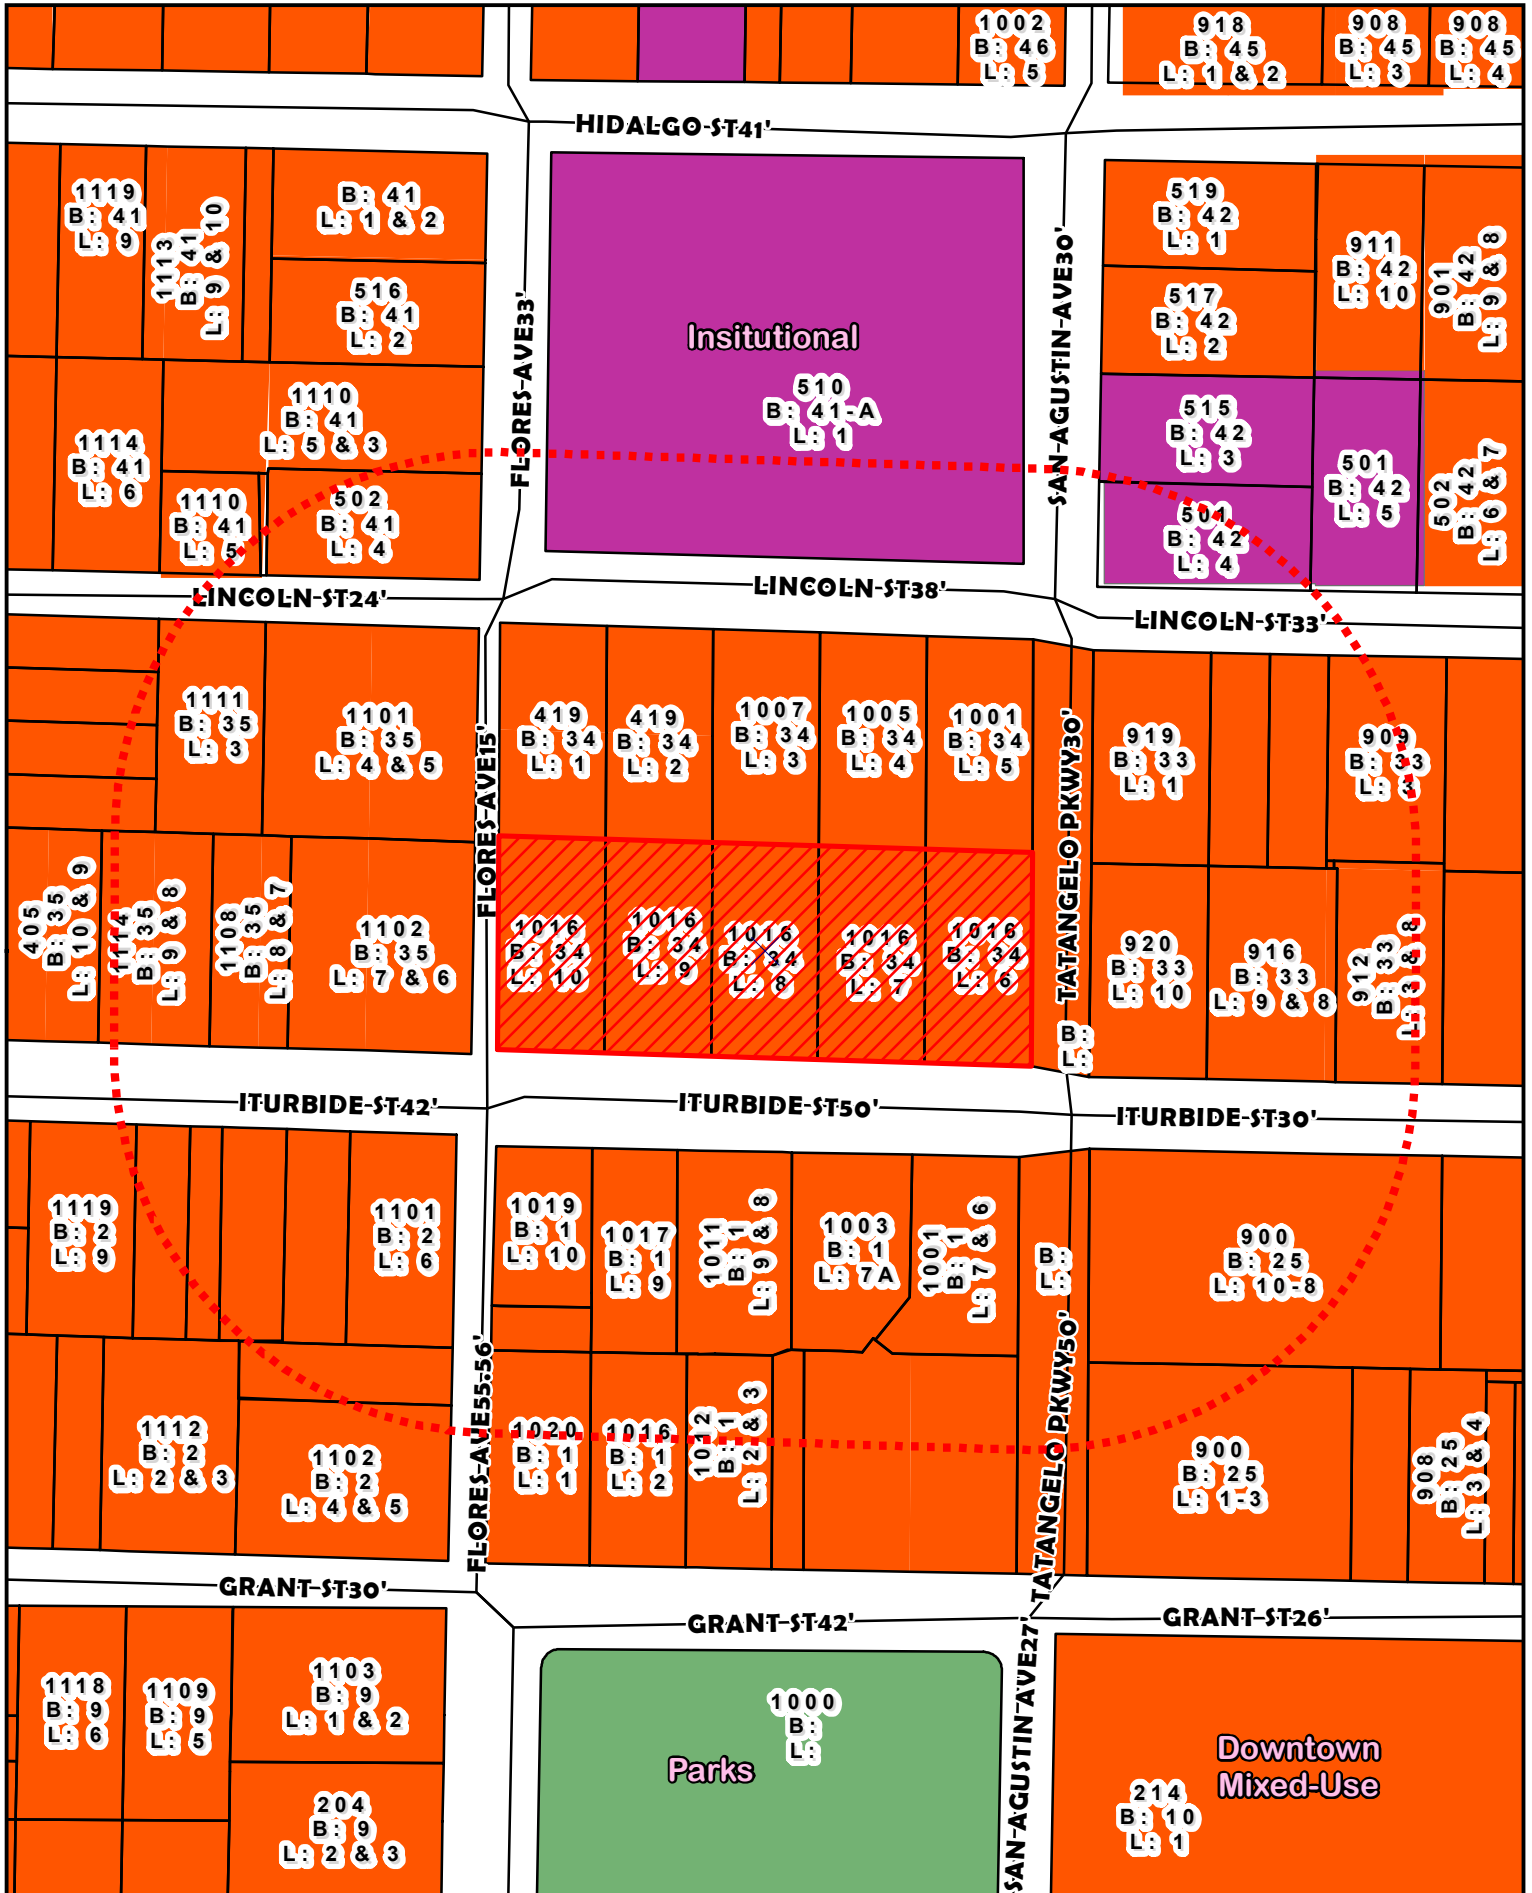 1002
B: 46
L: 5
918
B: 45
L: 1 & 2
908
B: 45
L: 3
908
B: 45
L: 4
HIDALGO-ST41'
1119
B: 41
L: 9
1113
B: 41
L: 9 & 10
B: 41
L: 1 & 2
516
B: 41
L: 2
1110
B: 41
L: 5 & 3
1114
B: 41
L: 6
1110
B: 41
L: 5
502
B: 41
L: 4
FLORES-AVE33'
Insitutional
510
B: 41-A
L: 1
SAN-AGUSTIN-AVE30'
519
B: 42
L: 1
517
B: 42
L: 2
911
B: 42
L: 10
901
B: 42
L: 9 & 8
515
B: 42
L: 3
501
B: 42
L: 4
501
B: 42
L: 5
502
B: 42
L: 6 & 7
LINCOLN-ST24'
LINCOLN-ST38'
LINCOLN-ST33'
1111
B: 35
L: 3
1101
B: 35
L: 4 & 5
FLORES-AVE15'
419
B: 34
L: 1
419
B: 34
L: 2
1007
B: 34
L: 3
1005
B: 34
L: 4
1001
B: 34
L: 5
TATANGELO PKWY30'
919
B: 33
L: 1
909
B: 33
L: 3
405
B: 35
L: 10 & 9
1114
B: 35
L: 9 & 8
1108
B: 35
L: 8 & 7
1102
B: 35
L: 7 & 6
1016
B: 34
L: 10
1016
B: 34
L: 9
1016
B: 34
L: 8
1016
B: 34
L: 7
1016
B: 34
L: 6
B:
L:
920
B: 33
L: 10
916
B: 33
L: 9 & 8
912
B: 33
L: 3 & 8
ITURBIDE-ST42'
ITURBIDE-ST50'
ITURBIDE-ST30'
1119
B: 2
L: 9
1101
B: 2
L: 6
1019
B: 1
L: 10
1017
B: 1
L: 9
1011
B: 1
L: 9 & 8
1003
B: 1
L: 7A
1001
B: 1
L: 7 & 6
B:
L:
900
B: 25
L: 10-8
1112
B: 2
L: 2 & 3
1102
B: 2
L: 4 & 5
FLORES-AVE55.56'
1020
B: 1
L: 1
1016
B: 1
L: 2
1012
B: 1
L: 2 & 3
TATANGELO PKWY50'
900
B: 25
L: 1-3
908
B: 25
L: 3 & 4
GRANT-ST30'
GRANT-ST42'
GRANT-ST26'
1118
B: 9
L: 6
1109
B: 9
L: 5
1103
B: 9
L: 1 & 2
204
B: 9
L: 2 & 3
1000
B:
L:
Parks
SAN-AGUSTIN-AVE27'
Downtown
Mixed-Use
214
B: 10
L: 1